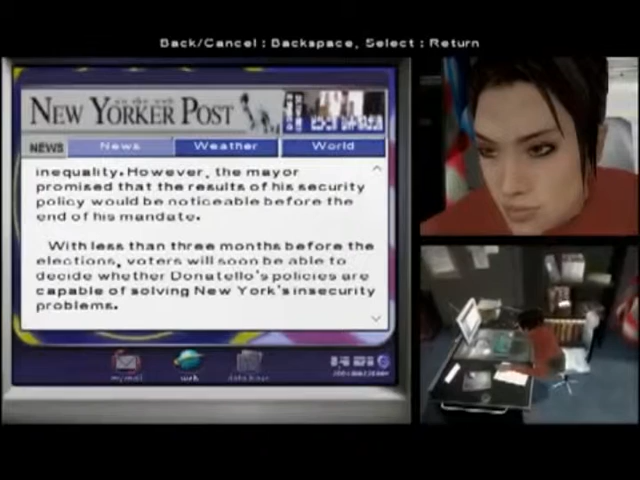 Back/Cancel : Backspace, Select : Return
NEW YORKER POST
NEWS News Weather World
inequality. However, the mayor
promised that the results of his security
policy would be noticeable before the
end of his mandate.
With less than three months before the
elections, voters will soon be able to
decide whether Donatello's policies are
capable of solving New York's insecurity
problems.
my mail web